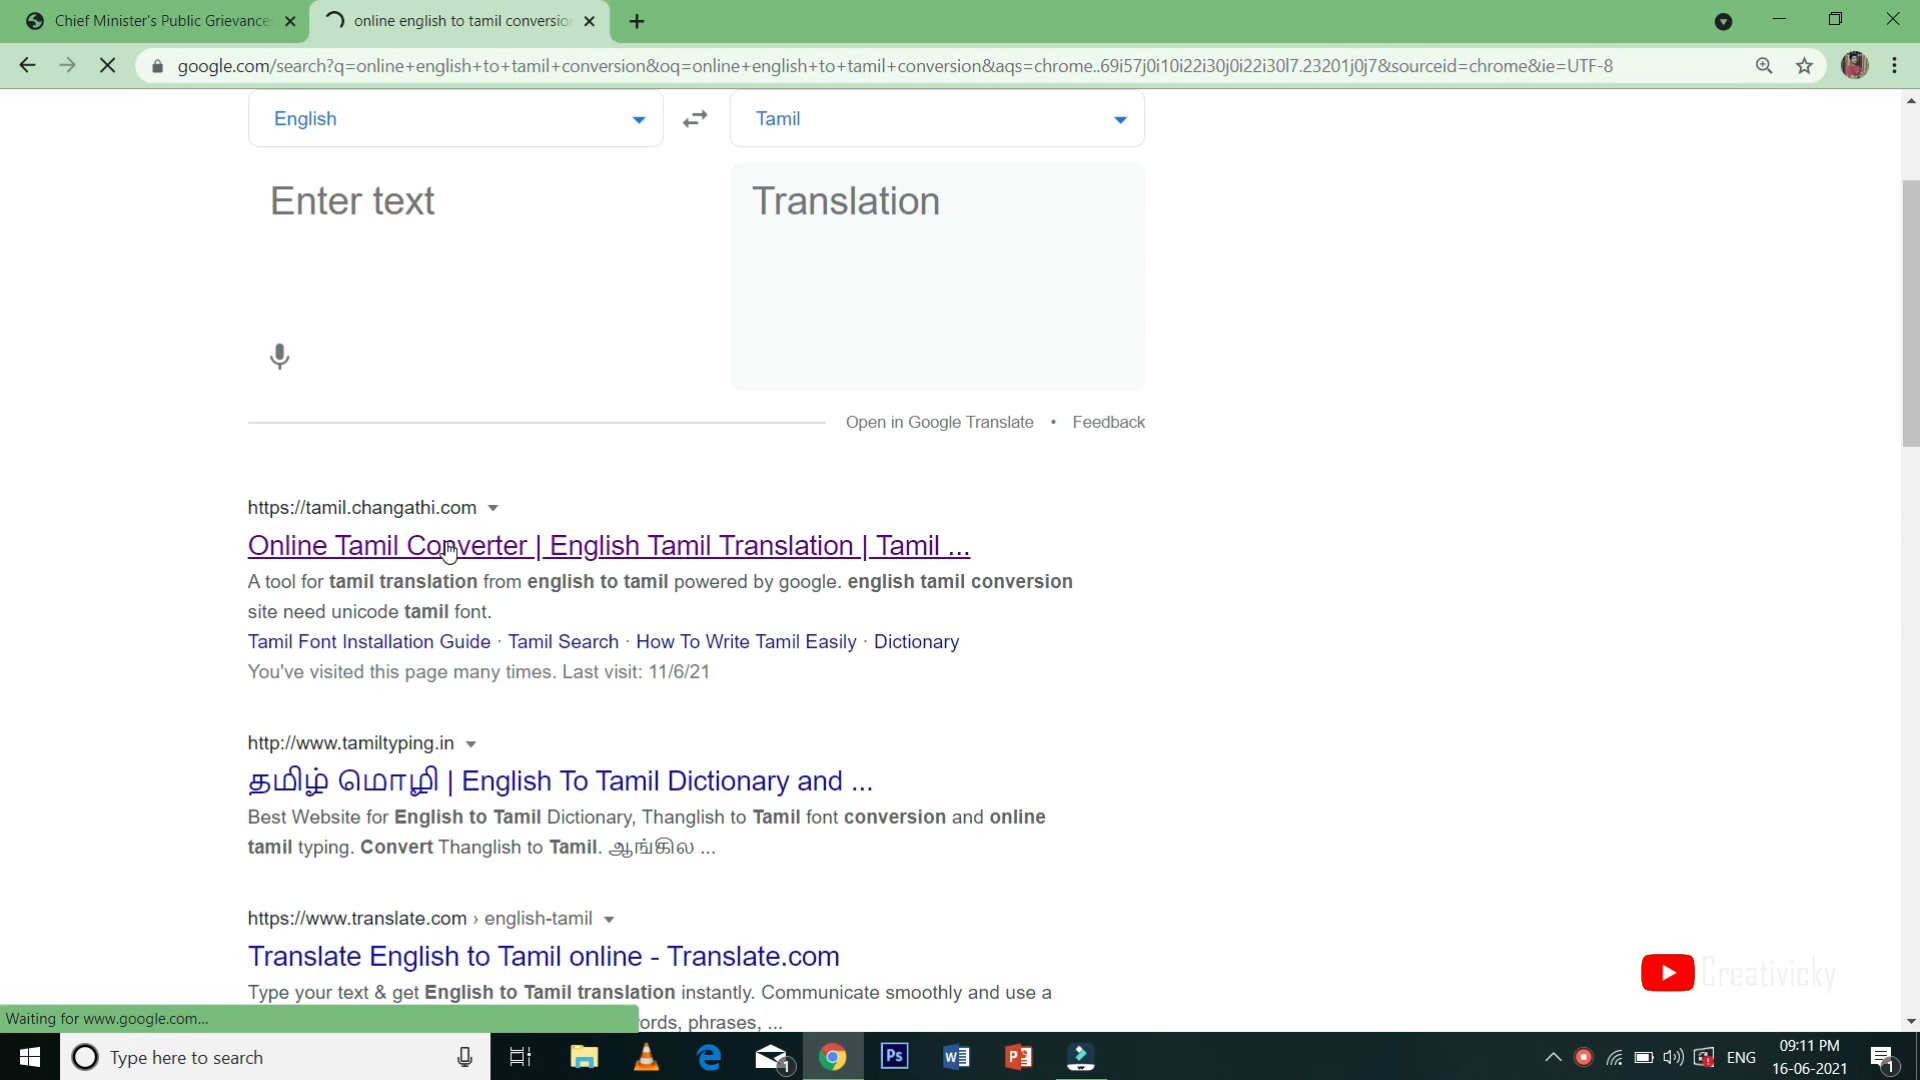 Chief Minister's Public Grievance
online english to tamil conversio
google.com/search?q=online+english+to+tamil+conversion&oq=online+english+to+tamil+conversion&aqs=chrome..69i57j0i10i22i30j0i22i30l7.23201j0j7&sourceid=chrome&ie=UTF-8
English
Tamil
Enter text
Translation
Open in Google Translate • Feedback
https://tamil.changathi.com
Online Tamil Converter | English Tamil Translation | Tamil ...
A tool for tamil translation from english to tamil powered by google. english tamil conversion
site need unicode tamil font.
Tamil Font Installation Guide · Tamil Search · How To Write Tamil Easily · Dictionary
You've visited this page many times. Last visit: 11/6/21
http://www.tamiltyping.in
தமிழ் மொழி | English To Tamil Dictionary and ...
Best Website for English to Tamil Dictionary, Thanglish to Tamil font conversion and online
tamil typing. Convert Thanglish to Tamil. ஆங்கில ...
https://www.translate.com › english-tamil
Translate English to Tamil online - Translate.com
Type your text & get English to Tamil translation instantly. Communicate smoothly and use a
ords, phrases, ...
Creativicky
Waiting for www.google.com...
Type here to search
1
Ps
ENG
09:11 PM
16-06-2021
1